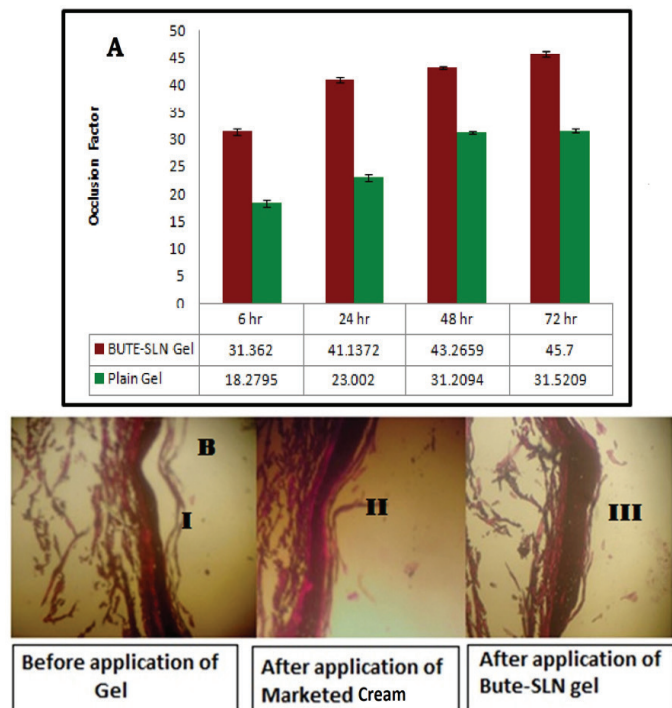 A
50
45
40
35
30
25
20
15
10
5
0
Occlusion Factor
6 hr 24 hr 48 hr 72 hr
BUTE-SLN Gel 31.362 41.1372 43.2659 45.7
Plain Gel 18.2795 23.002 31.2094 31.5209
B
I
II
III
Before application of
Gel
After application of
Marketed Cream
After application of
Bute-SLN gel